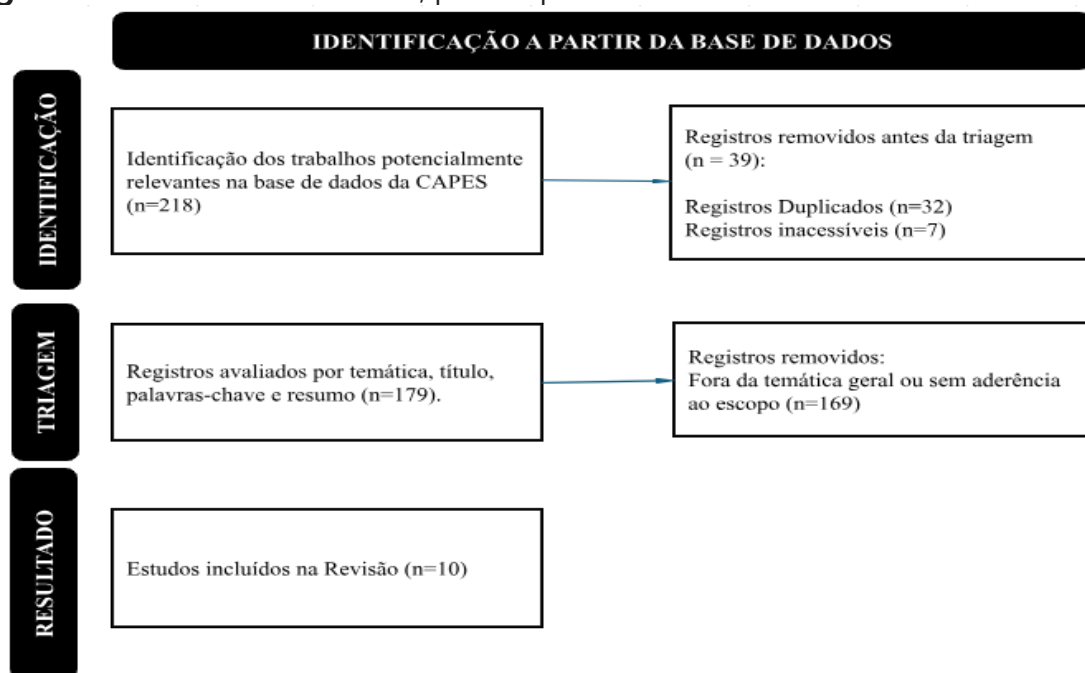 IDENTIFICAÇÃO A PARTIR DA BASE DE DADOS
IDENTIFICAÇÃO
Identificação dos trabalhos potencialmente
relevantes na base de dados da CAPES
(n=218)
Registros removidos antes da triagem
(n = 39):
Registros Duplicados (n=32)
Registros inacessíveis (n=7)
TRIAGEM
Registros avaliados por temática, título,
palavras-chave e resumo (n=179).
Registros removidos:
Fora da temática geral ou sem aderência
ao escopo (n=169)
RESULTADO
Estudos incluídos na Revisão (n=10)